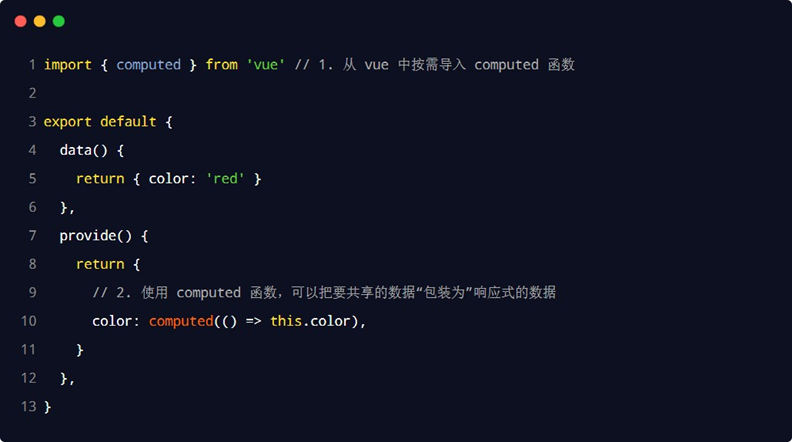 1 import { computed } from 'vue' // 1. 从 vue 中按需导入 computed 函数
2
3 export default {
4   data() {
5     return { color: 'red' }
6   },
7   provide() {
8     return {
9       // 2. 使用 computed 函数，可以把要共享的数据“包装为”响应式的数据
10       color: computed(() => this.color),
11     }
12   },
13 }